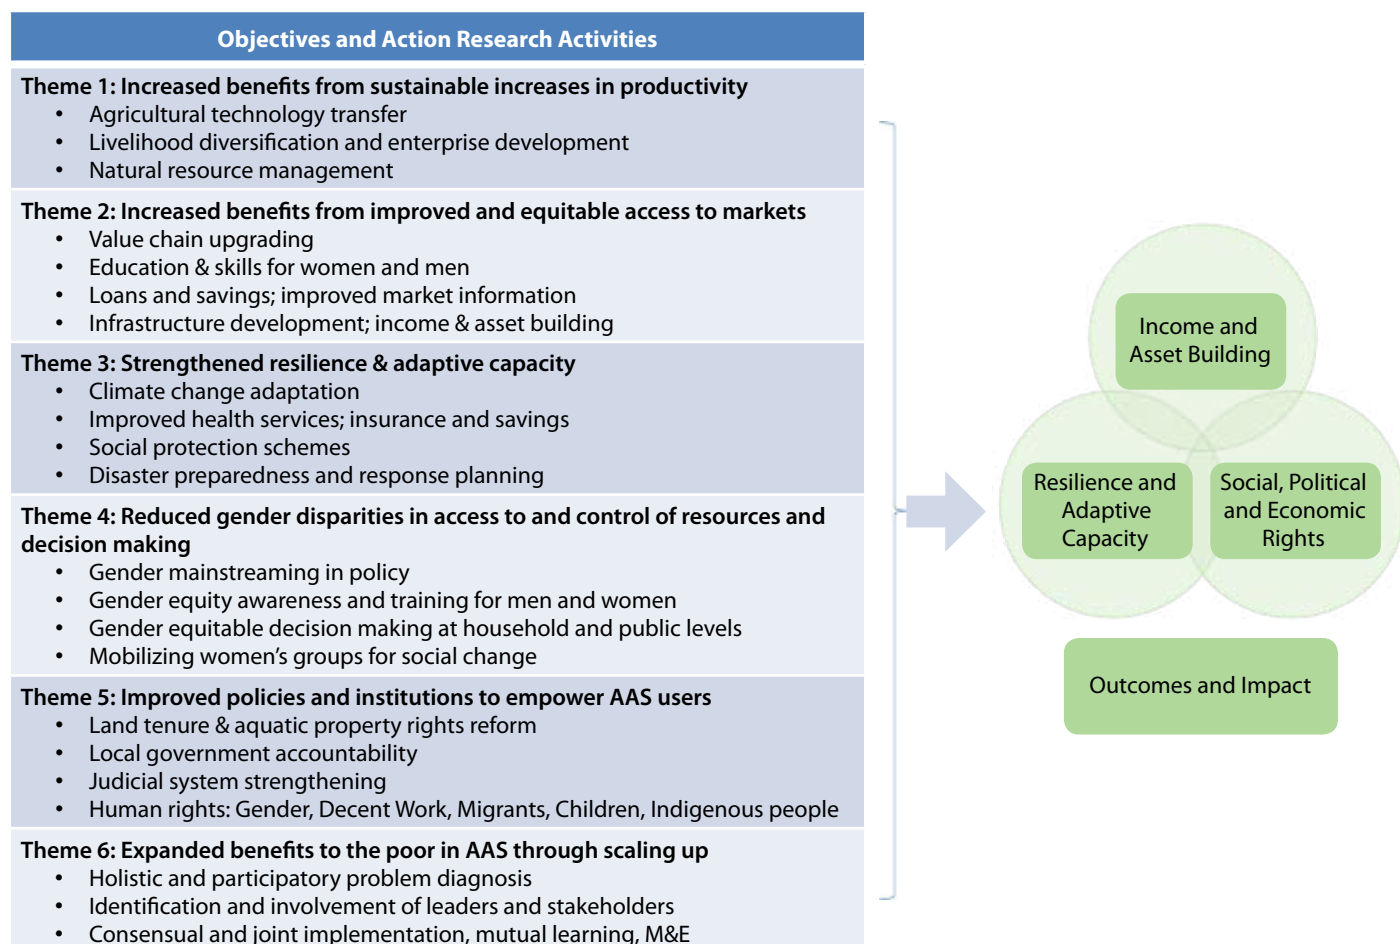 Objectives and Action Research Activities
Theme 1: Increased benefits from sustainable increases in productivity
• Agricultural technology transfer
• Livelihood diversification and enterprise development
• Natural resource management
Theme 2: Increased benefits from improved and equitable access to markets
• Value chain upgrading
• Education & skills for women and men
• Loans and savings; improved market information
• Infrastructure development; income & asset building
Theme 3: Strengthened resilience & adaptive capacity
• Climate change adaptation
• Improved health services; insurance and savings
• Social protection schemes
• Disaster preparedness and response planning
Theme 4: Reduced gender disparities in access to and control of resources and
decision making
• Gender mainstreaming in policy
• Gender equity awareness and training for men and women
• Gender equitable decision making at household and public levels
• Mobilizing women's groups for social change
Theme 5: Improved policies and institutions to empower AAS users
• Land tenure & aquatic property rights reform
• Local government accountability
• Judicial system strengthening
• Human rights: Gender, Decent Work, Migrants, Children, Indigenous people
Theme 6: Expanded benefits to the poor in AAS through scaling up
• Holistic and participatory problem diagnosis
• Identification and involvement of leaders and stakeholders
• Consensual and joint implementation, mutual learning, M&E
Income and
Asset Building
Resilience and
Adaptive
Capacity
Social, Political
and Economic
Rights
Outcomes and Impact